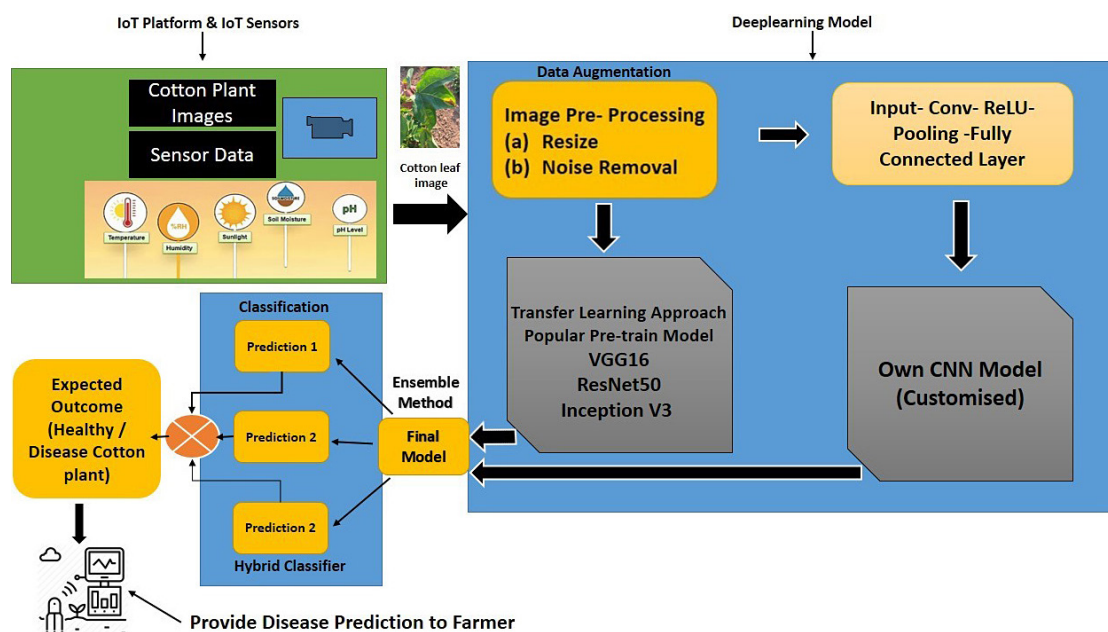 IoT Platform & IoT Sensors
Deeplearning Model
Cotton Plant
Images
Sensor Data
Temperature
%RH
Humidity
Sunlight
Soil Moisture
pH
pH Level
Cotton leaf
image
Data Augmentation
Image Pre- Processing
(a) Resize
(b) Noise Removal
Input- Conv- ReLU-
Pooling -Fully
Connected Layer
Transfer Learning Approach
Popular Pre-train Model
VGG16
ResNet50
Inception V3
Own CNN Model
(Customised)
Ensemble
Method
Final
Model
Classification
Prediction 1
Prediction 2
Prediction 2
Hybrid Classifier
Expected
Outcome
(Healthy /
Disease Cotton
plant)
Provide Disease Prediction to Farmer